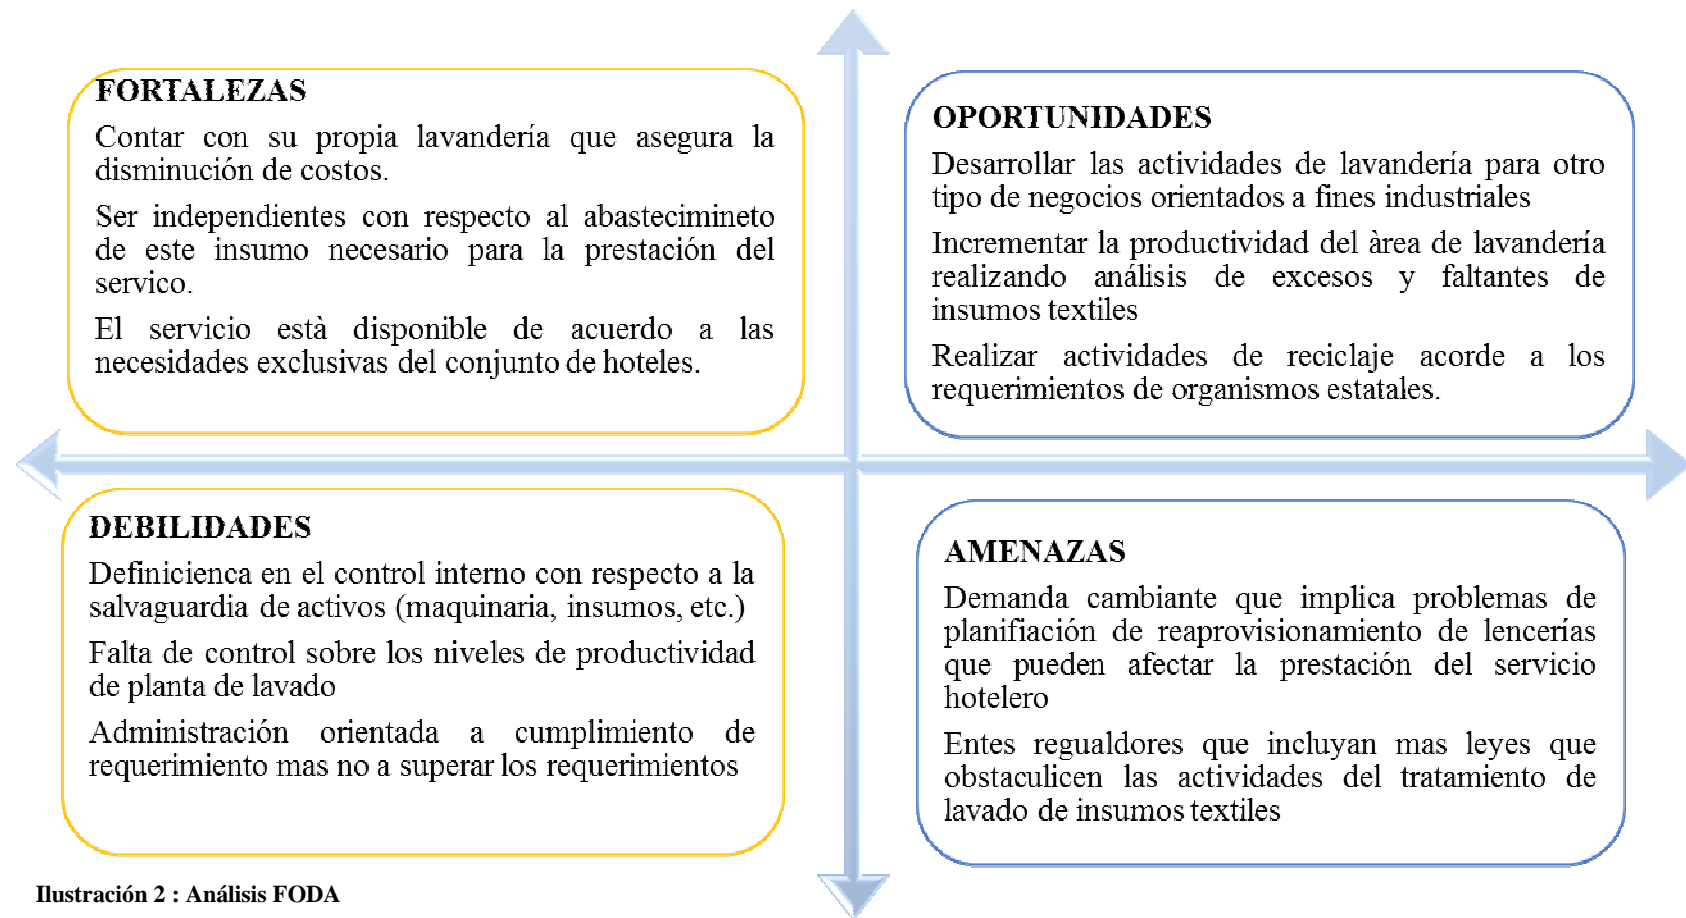 FORTALEZAS
Contar con su propia lavandería que asegura la
disminución de costos.
Ser independientes con respecto al abastecimineto
de este insumo necesario para la prestación del
servico.
El servicio està disponible de acuerdo a las
necesidades exclusivas del conjunto de hoteles.
OPORTUNIDADES
Desarrollar las actividades de lavandería para otro
tipo de negocios orientados a fines industriales
Incrementar la productividad del àrea de lavandería
realizando análisis de excesos y faltantes de
insumos textiles
Realizar actividades de reciclaje acorde a los
requerimientos de organismos estatales.
DEBILIDADES
Definicienca en el control interno con respecto a la
salvaguardia de activos (maquinaria, insumos, etc.)
Falta de control sobre los niveles de productividad
de planta de lavado
Administración orientada a cumplimiento de
requerimiento mas no a superar los requerimientos
AMENAZAS
Demanda cambiante que implica problemas de
planifiación de reaprovisionamiento de lencerías
que pueden afectar la prestación del servicio
hotelero
Entes regualdores que incluyan mas leyes que
obstaculicen las actividades del tratamiento de
lavado de insumos textiles
Ilustración 2 : Análisis FODA